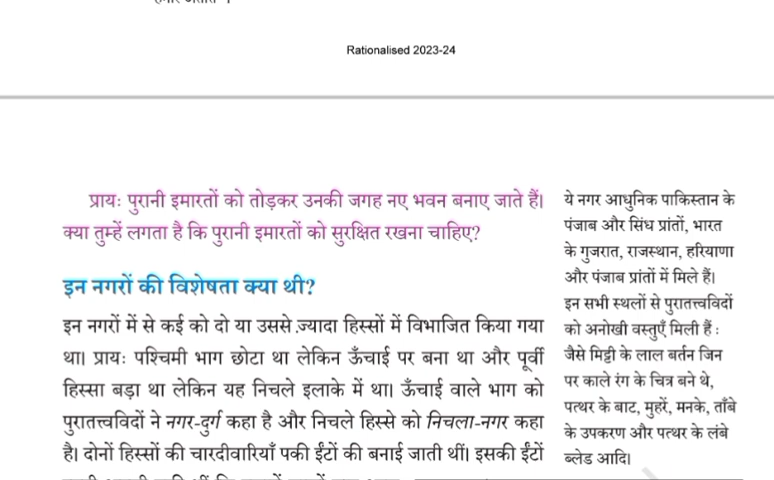 Rationalised 2023-24
प्रायः पुरानी इमारतों को तोड़कर उनकी जगह नए भवन बनाए जाते हैं।
क्या तुम्हें लगता है कि पुरानी इमारतों को सुरक्षित रखना चाहिए?
इन नगरों की विशेषता क्या थी?
इन नगरों में से कई को दो या उससे ज़्यादा हिस्सों में विभाजित किया गया
था। प्रायः पश्चिमी भाग छोटा था लेकिन ऊँचाई पर बना था और पूर्वी
हिस्सा बड़ा था लेकिन यह निचले इलाके में था। ऊँचाई वाले भाग को
पुरातत्त्वविदों ने नगर-दुर्ग कहा है और निचले हिस्से को निचला-नगर कहा
है। दोनों हिस्सों की चारदीवारियाँ पकी ईंटों की बनाई जाती थीं। इसकी ईंटें
ये नगर आधुनिक पाकिस्तान के
पंजाब और सिंध प्रांतों, भारत
के गुजरात, राजस्थान, हरियाणा
और पंजाब प्रांतों में मिले हैं।
इन सभी स्थलों से पुरातत्त्वविदों
को अनोखी वस्तुएँ मिली हैं :
जैसे मिट्टी के लाल बर्तन जिन
पर काले रंग के चित्र बने थे,
पत्थर के बाट, मुहरें, मनके, ताँबे
के उपकरण और पत्थर के लंबे
ब्लेड आदि।